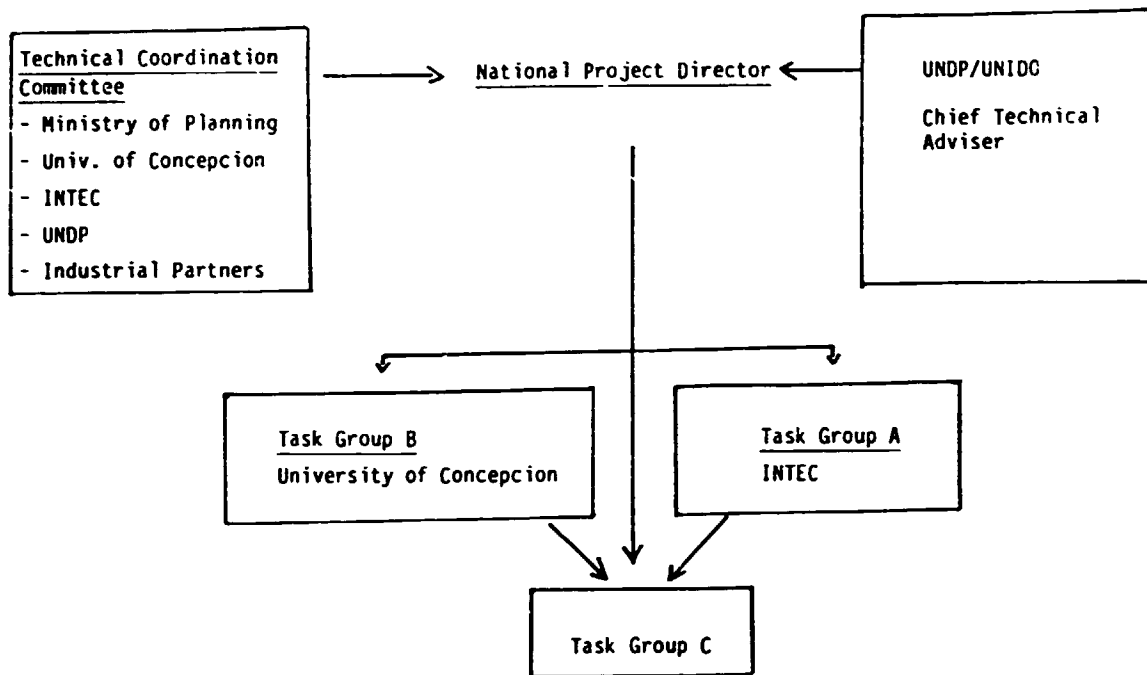 Technical Coordination
Committee
- Ministry of Planning
- Univ. of Concepcion
- INTEC
- UNDP
- Industrial Partners
National Project Director
UNDP/UNIDO
Chief Technical
Adviser
Task Group B
University of Concepcion
Task Group A
INTEC
Task Group C